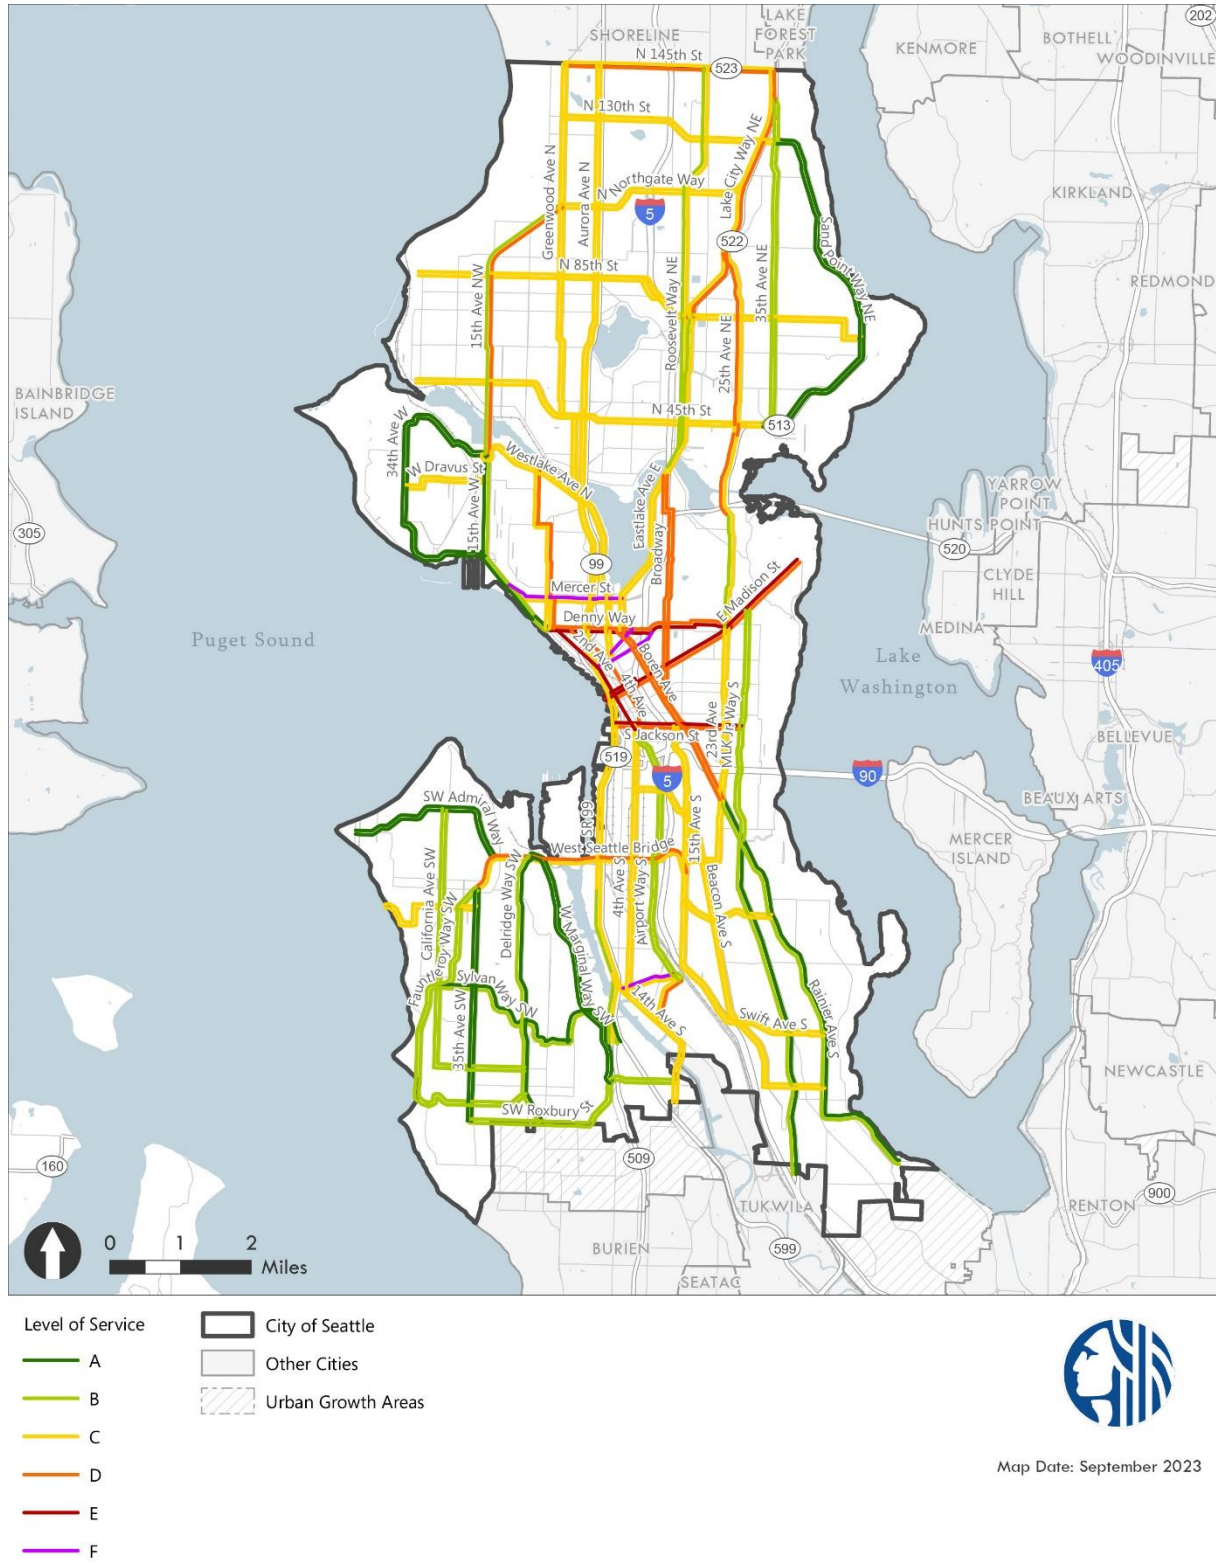 202
LAKE
FOREST
PARK
SHORELINE
BOTHELL
KENMORE
WOODINVILLE
N 145th St
523
N 130th St
Greenwood Ave N
Aurora Ave N
N Northgate Way
Lake City Way NE
5
KIRKLAND
Sand Point Way NE
522
N 85th St
REDMOND
15th Ave NW
Roosevelt Way NE
35th Ave NE
25th Ave NE
BAINBRIDGE
ISLAND
N 45th St
513
34th Ave W
W Dravus St
Westlake Ave N
15th Ave W
Eastlake Ave E
YARROW
POINT
HUNTS POINT
305
520
Broadway
99
CLYDE
HILL
Mercer St
E Madison St
Denny Way
MEDINA
Puget Sound
2nd Ave
4th Ave
Boren Ave
Lake
Washington
405
23rd Ave
MLK Jr Way S
S Jackson St
BELLEVUE
519
5
90
BEAUX ARTS
SW Admiral Way
SR 99
15th Ave S
West Seattle Bridge
MERCER
ISLAND
California Ave SW
Fauntleroy Way SW
Delridge Way SW
4th Ave S
Airport Way S
Beacon Ave S
W Marginal Way SW
Sylvan Way SW
35th Ave SW
14th Ave S
Swift Ave S
Rainier Ave S
NEWCASTLE
SW Roxbury St
509
160
TUKWILA
RENTON
900
BURIEN
599
SEATAC
0 1 2
Miles
Level of Service
A
B
C
D
E
F
City of Seattle
Other Cities
Urban Growth Areas
Map Date: September 2023